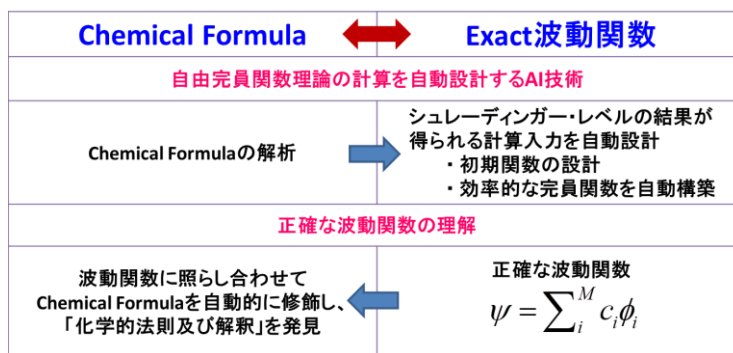 Chemical Formula
Exact波動関数
自由完員関数理論の計算を自動設計するAI技術
Chemical Formulaの解析
シュレーディンガー・レベルの結果が
得られる計算入力を自動設計
・初期関数の設計
・効率的な完員関数を自動構築
正確な波動関数の理解
波動関数に照らし合わせて
Chemical Formulaを自動的に修飾し、
「化学的法則及び解釈」を発見
正確な波動関数
ψ = ∑_i^M c_i ϕ_i